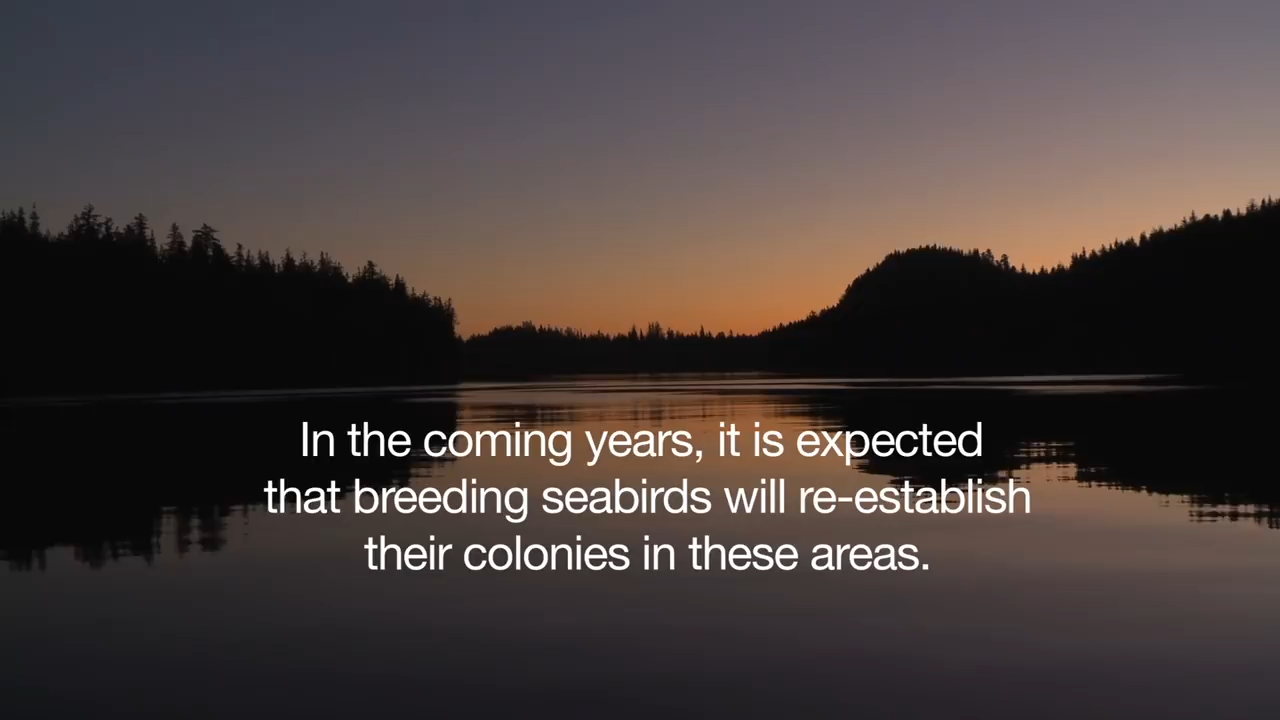 In the coming years, it is expected
that breeding seabirds will re-establish
their colonies in these areas.